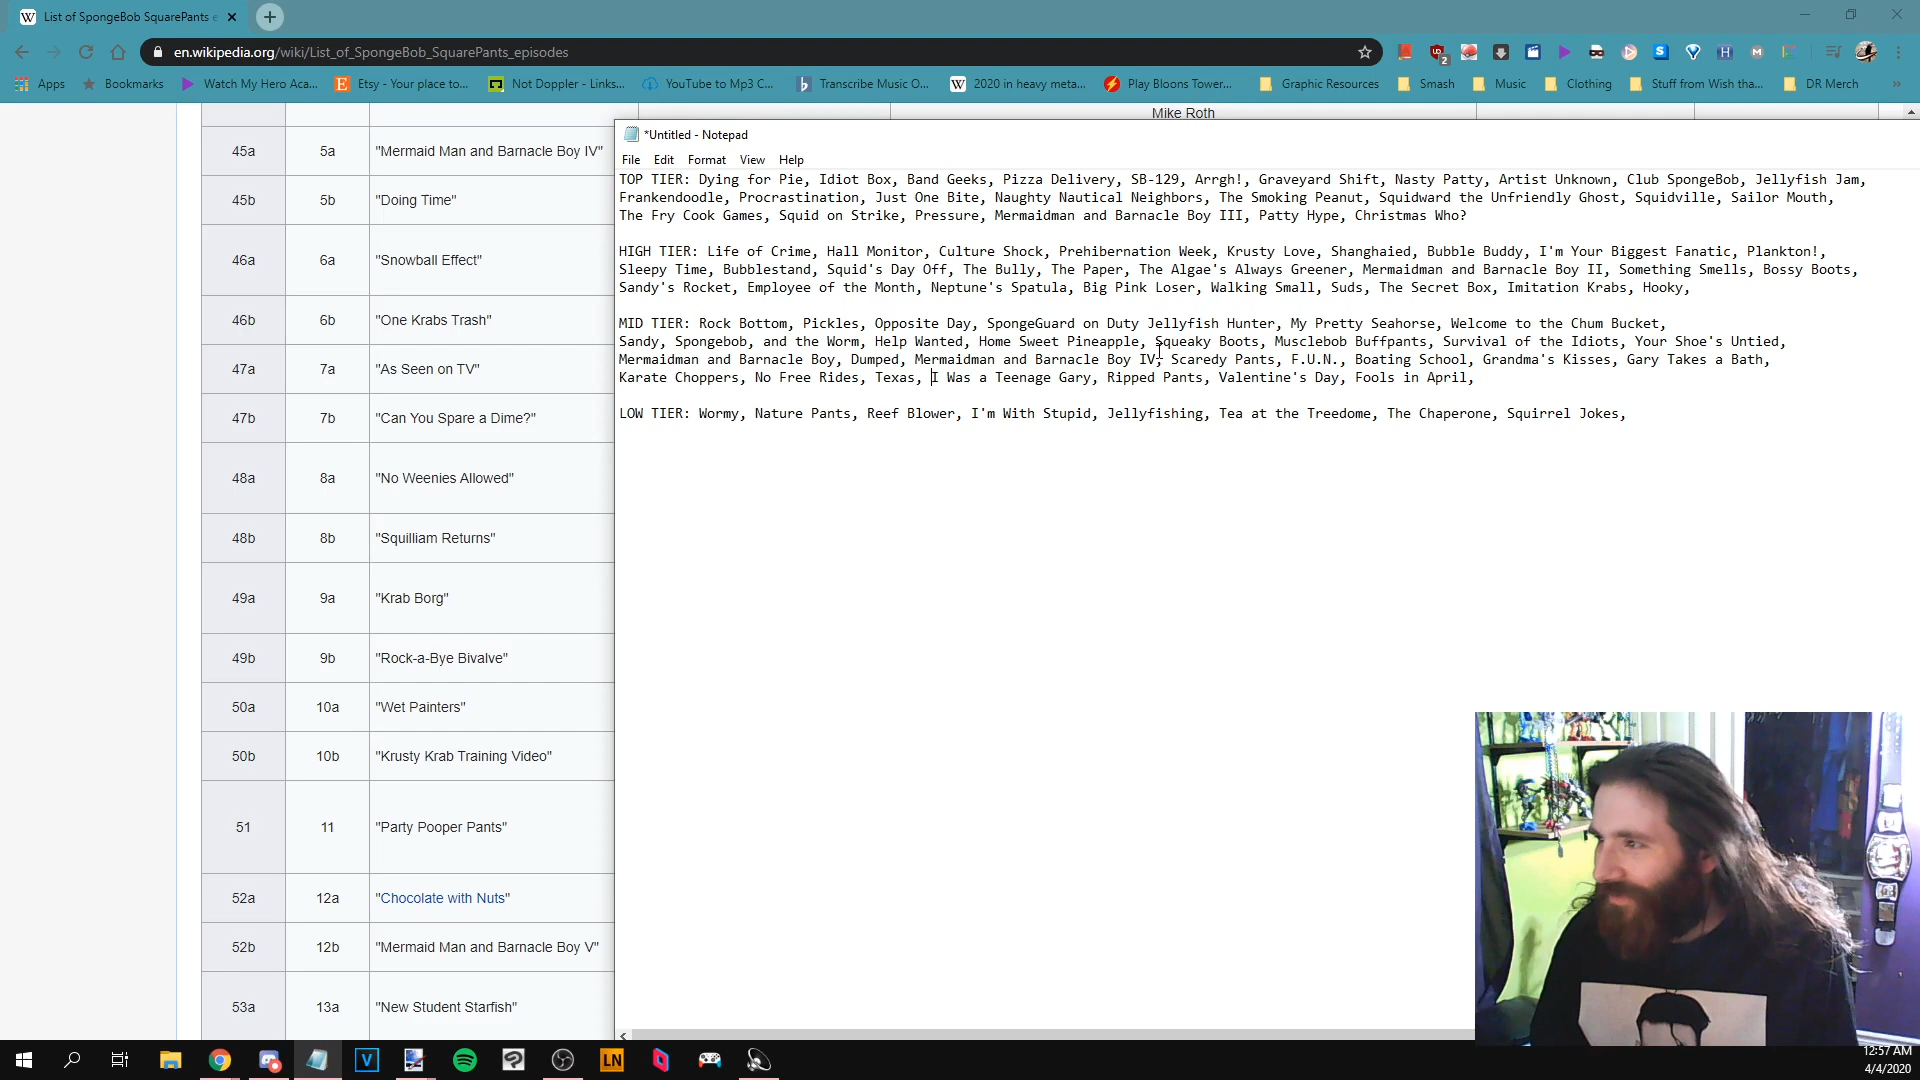 List of SpongeBob SquarePants e
en.wikipedia.org/wiki/List_of_SpongeBob_SquarePants_episodes
2
Apps
Bookmarks
Watch My Hero Aca...
Etsy - Your place to...
Not Doppler - Links...
YouTube to Mp3 C...
Transcribe Music O...
2020 in heavy meta...
Play Bloons Tower...
Graphic Resources
Smash
Music
Clothing
Stuff from Wish tha...
DR Merch
»
Mike Roth
45a 5a "Mermaid Man and Barnacle Boy IV"
45b 5b "Doing Time"
46a 6a "Snowball Effect"
46b 6b "One Krabs Trash"
47a 7a "As Seen on TV"
47b 7b "Can You Spare a Dime?"
48a 8a "No Weenies Allowed"
48b 8b "Squilliam Returns"
49a 9a "Krab Borg"
49b 9b "Rock-a-Bye Bivalve"
50a 10a "Wet Painters"
50b 10b "Krusty Krab Training Video"
51 11 "Party Pooper Pants"
52a 12a "Chocolate with Nuts"
52b 12b "Mermaid Man and Barnacle Boy V"
53a 13a "New Student Starfish"
*Untitled - Notepad
File Edit Format View Help
TOP TIER: Dying for Pie, Idiot Box, Band Geeks, Pizza Delivery, SB-129, Arrgh!, Graveyard Shift, Nasty Patty, Artist Unknown, Club SpongeBob, Jellyfish Jam,
Frankendoodle, Procrastination, Just One Bite, Naughty Nautical Neighbors, The Smoking Peanut, Squidward the Unfriendly Ghost, Squidville, Sailor Mouth,
The Fry Cook Games, Squid on Strike, Pressure, Mermaidman and Barnacle Boy III, Patty Hype, Christmas Who?
HIGH TIER: Life of Crime, Hall Monitor, Culture Shock, Prehibernation Week, Krusty Love, Shanghaied, Bubble Buddy, I'm Your Biggest Fanatic, Plankton!,
Sleepy Time, Bubblestand, Squid's Day Off, The Bully, The Paper, The Algae's Always Greener, Mermaidman and Barnacle Boy II, Something Smells, Bossy Boots,
Sandy's Rocket, Employee of the Month, Neptune's Spatula, Big Pink Loser, Walking Small, Suds, The Secret Box, Imitation Krabs, Hooky,
MID TIER: Rock Bottom, Pickles, Opposite Day, SpongeGuard on Duty Jellyfish Hunter, My Pretty Seahorse, Welcome to the Chum Bucket,
Sandy, Spongebob, and the Worm, Help Wanted, Home Sweet Pineapple, Squeaky Boots, Musclebob Buffpants, Survival of the Idiots, Your Shoe's Untied,
Mermaidman and Barnacle Boy, Dumped, Mermaidman and Barnacle Boy IV, Scaredy Pants, F.U.N., Boating School, Grandma's Kisses, Gary Takes a Bath,
Karate Choppers, No Free Rides, Texas, I Was a Teenage Gary, Ripped Pants, Valentine's Day, Fools in April,
LOW TIER: Wormy, Nature Pants, Reef Blower, I'm With Stupid, Jellyfishing, Tea at the Treedome, The Chaperone, Squirrel Jokes,
LN
12:57 AM
4/4/2020